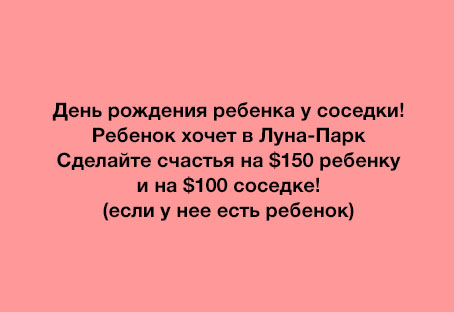 День рождения ребенка у соседки!
Ребенок хочет в Луна-Парк
Сделайте счастья на $150 ребенку
и на $100 соседке!
(если у нее есть ребенок)